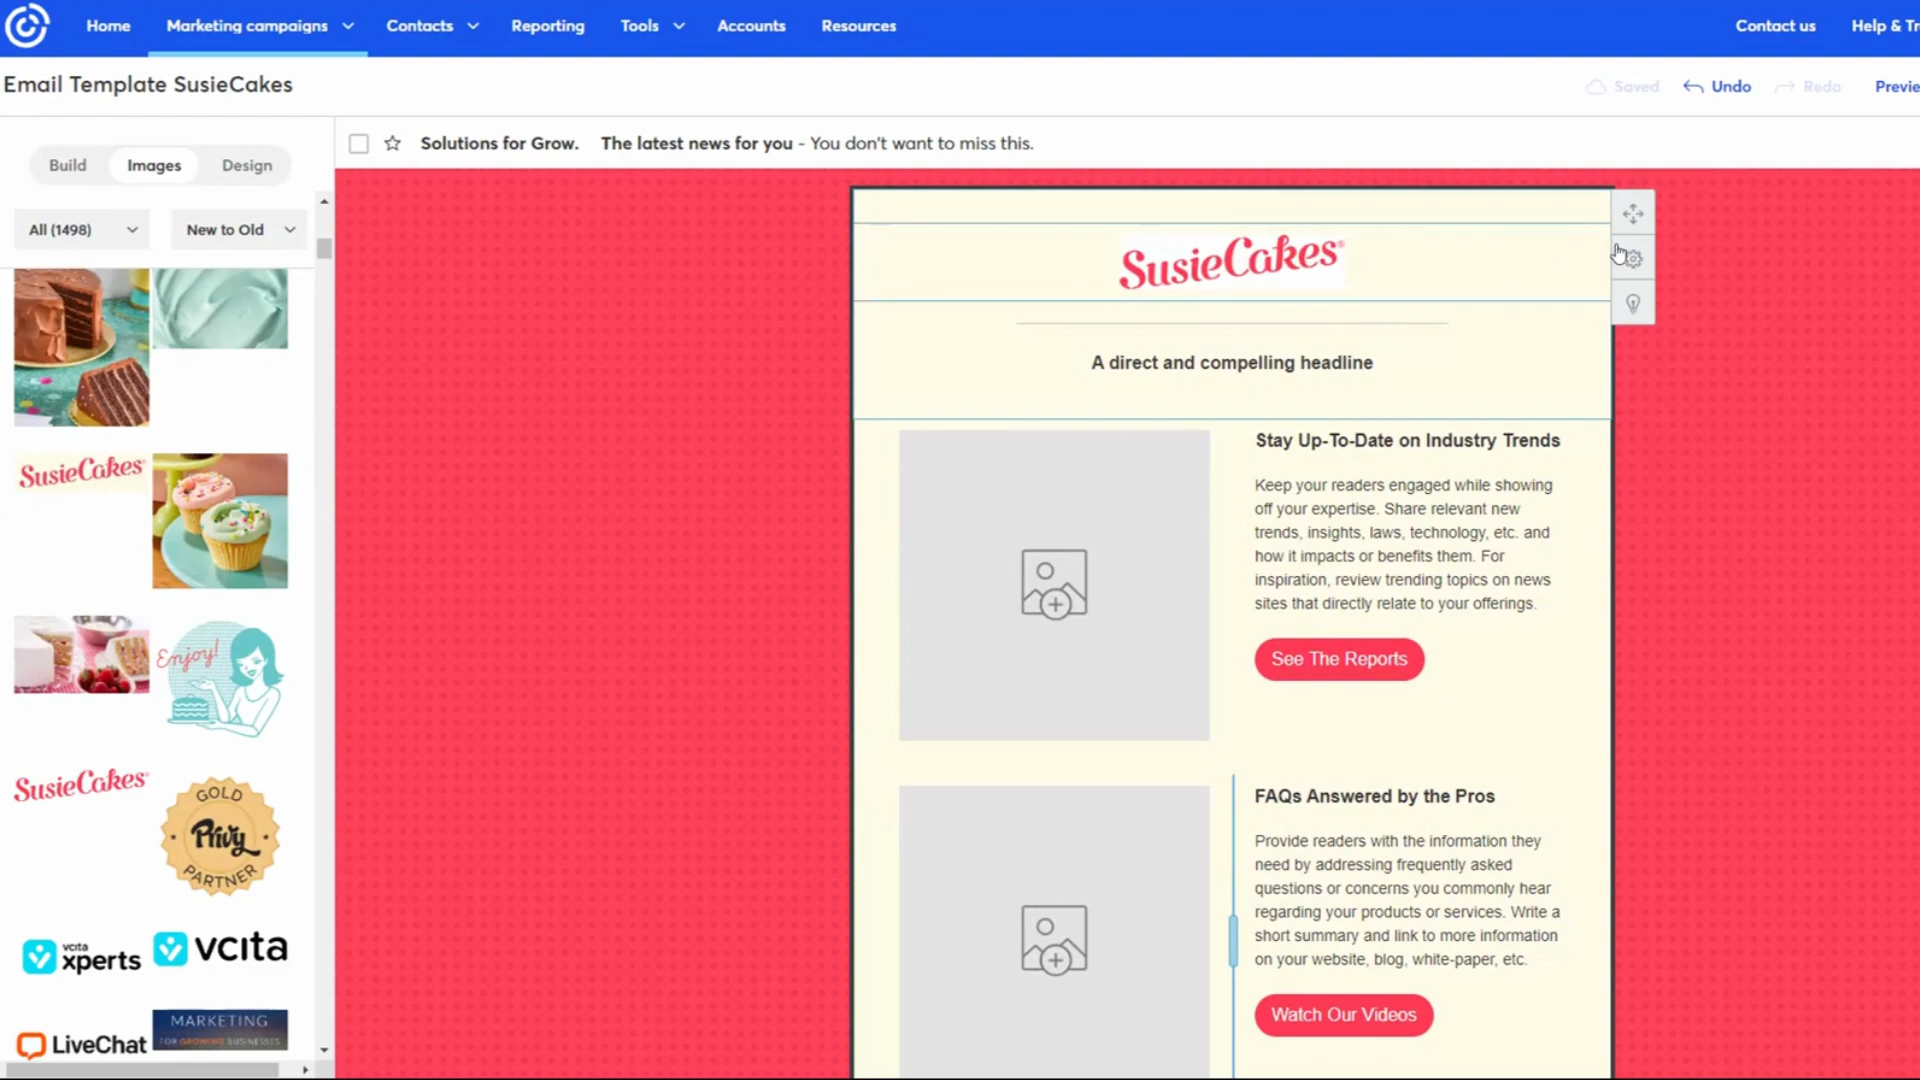 Home Marketing campaigns Contacts Reporting Tools Accounts Resources Contact us Help & Tr
Email Template SusieCakes
Saved Undo Redo Previe
Build Images Design
All (1498) New to Old
Solutions for Grow. The latest news for you - You don't want to miss this.
SusieCakes
Enjoy!
SusieCakes
GOLD
Privy
PARTNER
vcita
xperts
vcita
LiveChat
MARKETING
FOR GROWING BUSINESSES
SusieCakes®
A direct and compelling headline
Stay Up-To-Date on Industry Trends
Keep your readers engaged while showing
off your expertise. Share relevant new
trends, insights, laws, technology, etc. and
how it impacts or benefits them. For
inspiration, review trending topics on news
sites that directly relate to your offerings.
See The Reports
FAQs Answered by the Pros
Provide readers with the information they
need by addressing frequently asked
questions or concerns you commonly hear
regarding your products or services. Write a
short summary and link to more information
on your website, blog, white-paper, etc.
Watch Our Videos